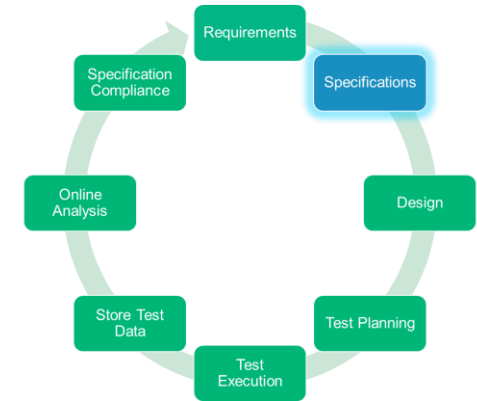 Requirements
Specifications
Design
Test Planning
Test
Execution
Store Test
Data
Online
Analysis
Specification
Compliance